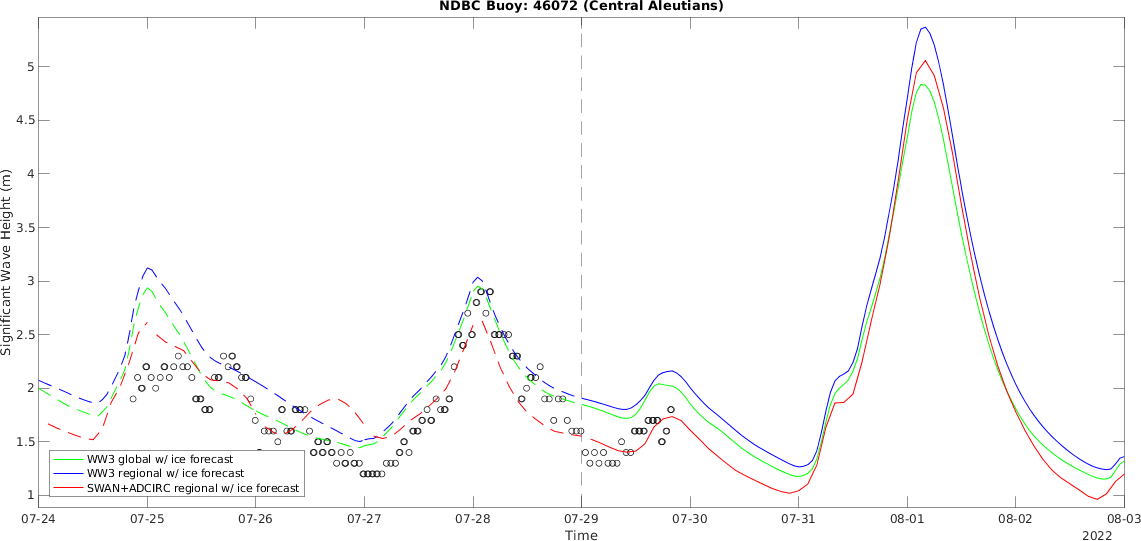 NDBC Buoy: 46072 (Central Aleutians)
Significant Wave Height (m)
5
4.5
4
3.5
3
2.5
2
1.5
1
WW3 global w/ ice forecast
WW3 regional w/ ice forecast
SWAN+ADCIRC regional w/ ice forecast
07-24 07-25 07-26 07-27 07-28 07-29 07-30 07-31 08-01 08-02 08-03
Time
2022